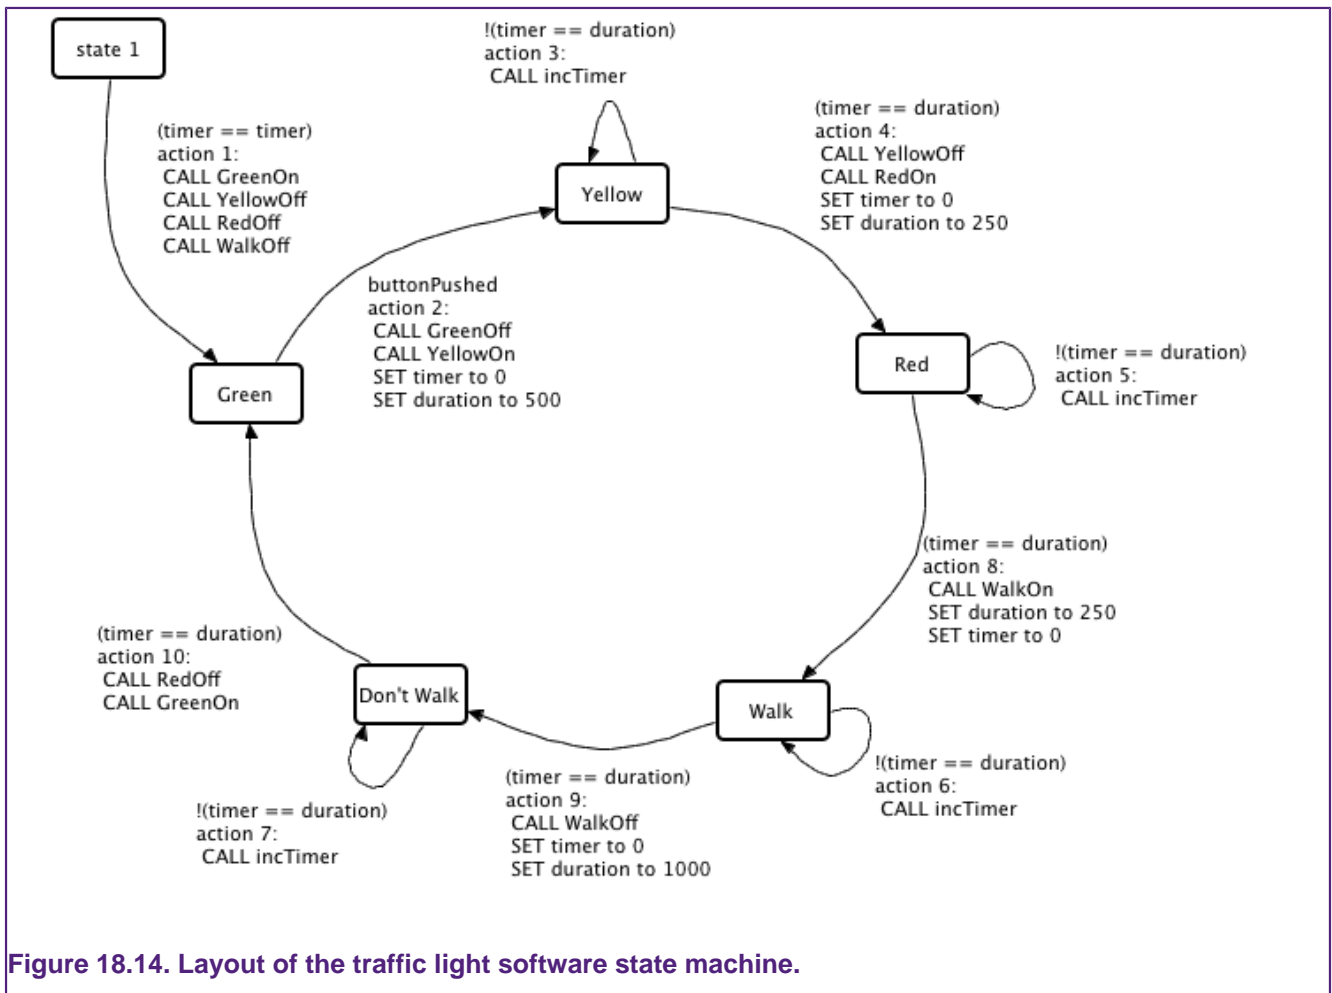 state 1
(timer == timer)
action 1:
CALL GreenOn
CALL YellowOff
CALL RedOff
CALL WalkOff
!(timer == duration)
action 3:
CALL incTimer
Yellow
(timer == duration)
action 4:
CALL YellowOff
CALL RedOn
SET timer to 0
SET duration to 250
buttonPushed
action 2:
CALL GreenOff
CALL YellowOn
SET timer to 0
SET duration to 500
Green
Red
!(timer == duration)
action 5:
CALL incTimer
(timer == duration)
action 8:
CALL WalkOn
SET duration to 250
SET timer to 0
(timer == duration)
action 10:
CALL RedOff
CALL GreenOn
Don't Walk
Walk
!(timer == duration)
action 6:
CALL incTimer
(timer == duration)
action 9:
CALL WalkOff
SET timer to 0
SET duration to 1000
!(timer == duration)
action 7:
CALL incTimer
Figure 18.14. Layout of the traffic light software state machine.